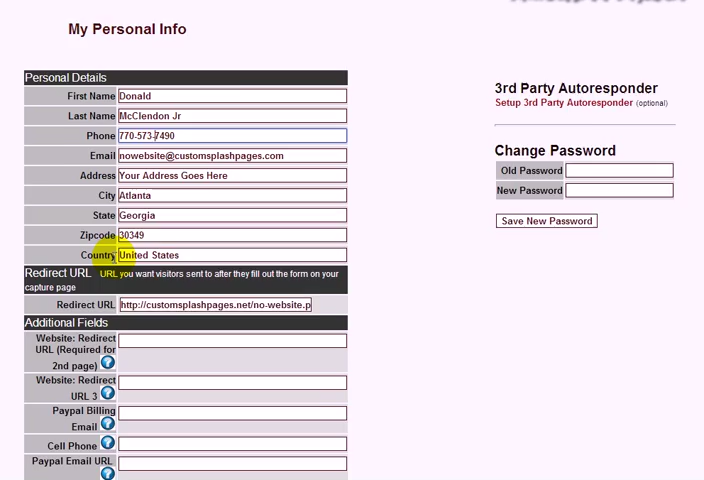 My Personal Info
Personal Details
First Name Donald
Last Name McClendon Jr
Phone 770-573-7490
Email nowebsite@customsplashpages.com
Address Your Address Goes Here
City Atlanta
State Georgia
Zipcode 30349
Country United States
Redirect URL URL you want visitors sent to after they fill out the form on your
capture page
Redirect URL http://customsplashpages.net/no-website.p
Additional Fields
Website: Redirect
URL (Required for
2nd page) ?
Website: Redirect
URL 3 ?
Paypal Billing
Email ?
Cell Phone ?
Paypal Email URL
?
3rd Party Autoresponder
Setup 3rd Party Autoresponder (optional)
Change Password
Old Password
New Password
Save New Password